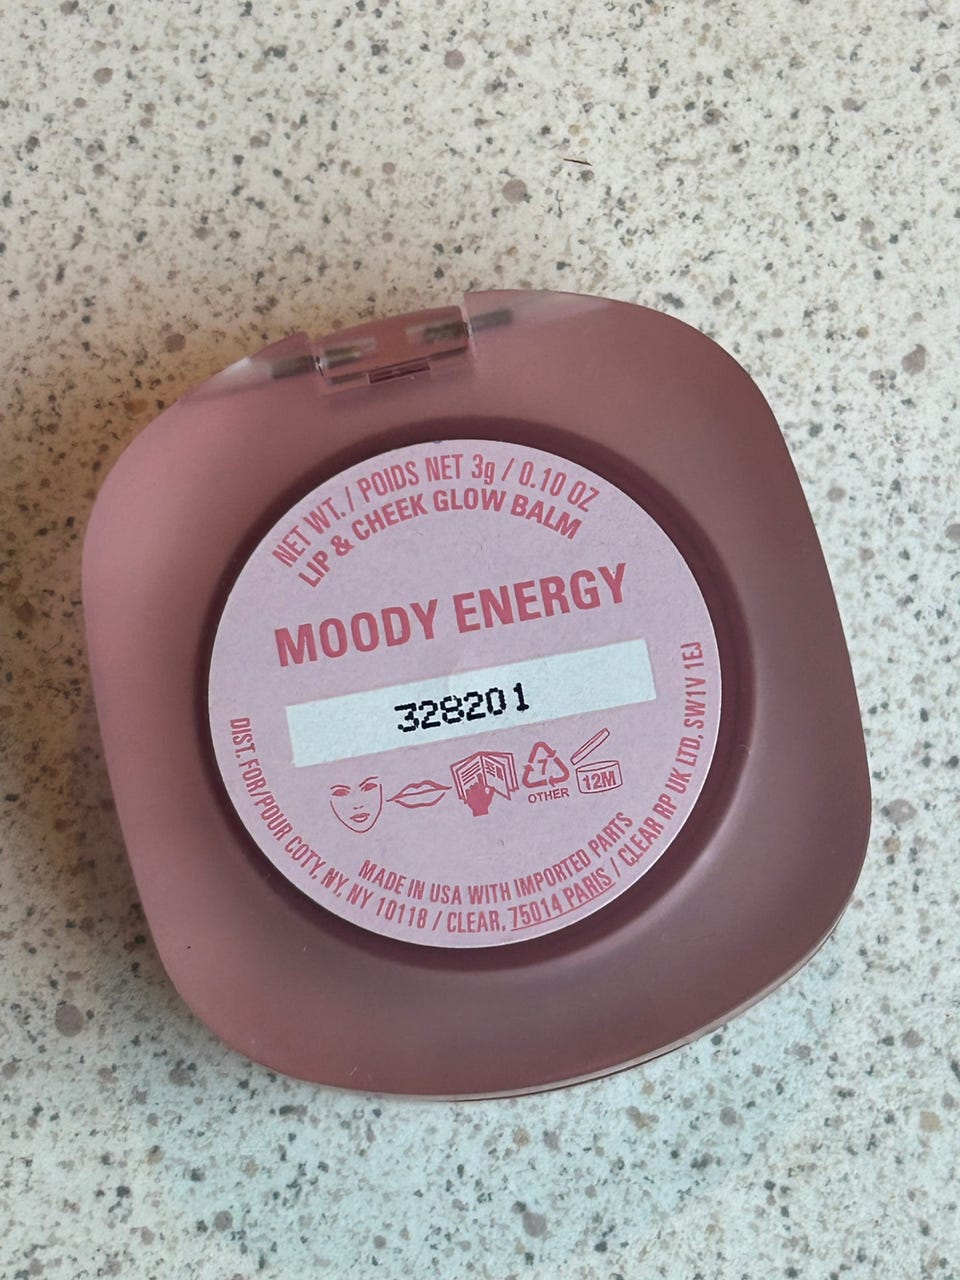 NET WT. / POIDS NET 3g / 0.10 OZ
LIP & CHEEK GLOW BALM
MOODY ENERGY
328201
7
OTHER
12M
MADE IN USA WITH IMPORTED PARTS
DIST. FOR/POUR COTY, NY, NY 10118 / CLEAR, 75014 PARIS / CLEAR RP UK LTD. SW1V 1EJ